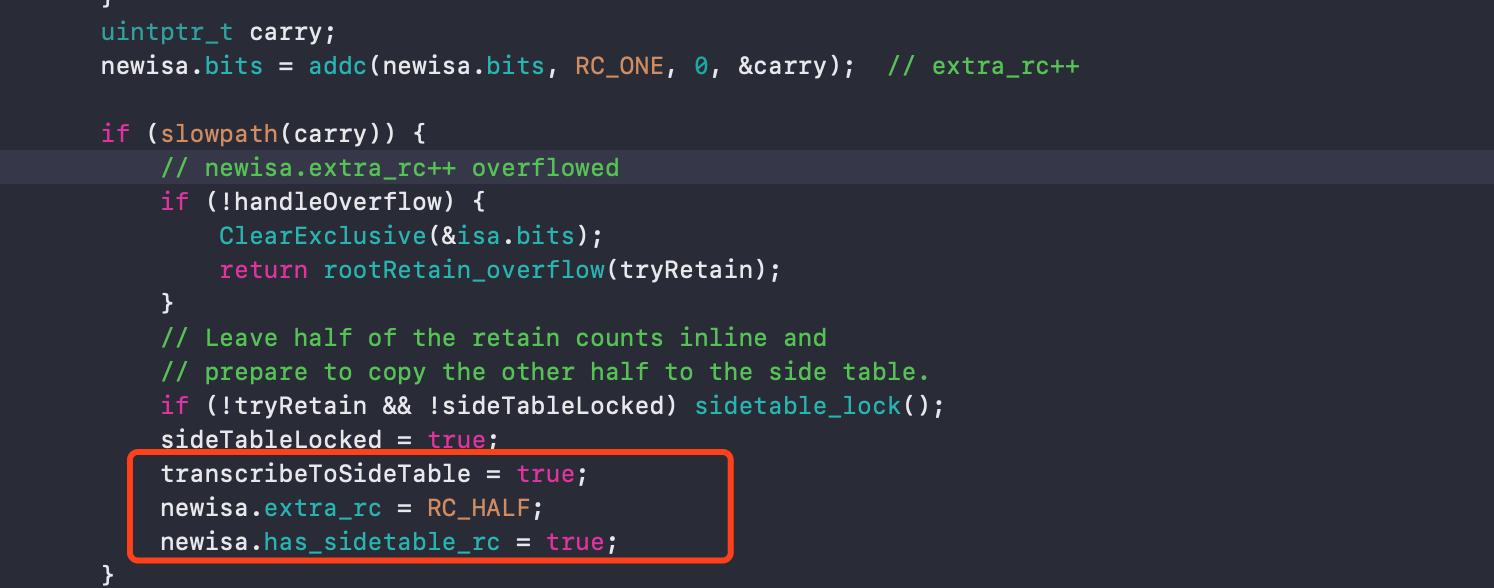 }
uintptr_t carry;
newisa.bits = addc(newisa.bits, RC_ONE, 0, &carry);  // extra_rc++
if (slowpath(carry)) {
// newisa.extra_rc++ overflowed
if (!handleOverflow) {
ClearExclusive(&isa.bits);
return rootRetain_overflow(tryRetain);
}
// Leave half of the retain counts inline and
// prepare to copy the other half to the side table.
if (!tryRetain && !sideTableLocked) sidetable_lock();
sideTableLocked = true;
transcribeToSideTable = true;
newisa.extra_rc = RC_HALF;
newisa.has_sidetable_rc = true;
}